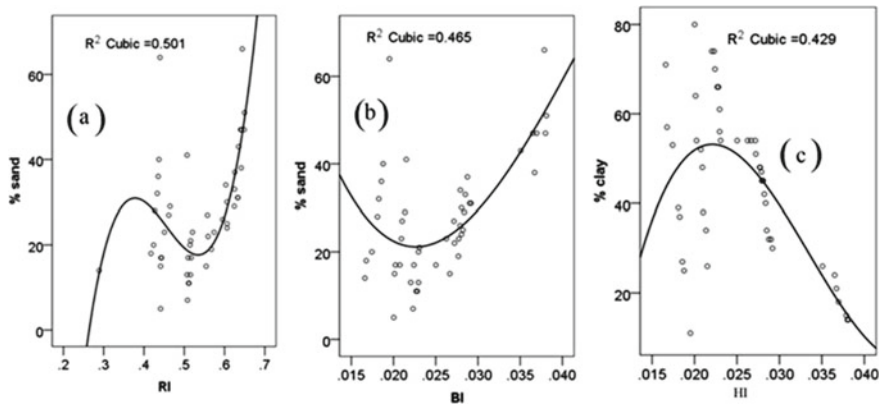 R² Cubic =0.501
(a)
% sand
60
40
20
0
.2 .3 .4 .5 .6 .7
RI
R² Cubic =0.465
(b)
% sand
60
40
20
0
.015 .020 .025 .030 .035 .040
BI
R² Cubic =0.429
(c)
% clay
80
60
40
20
.015 .020 .025 .030 .035 .040
HI